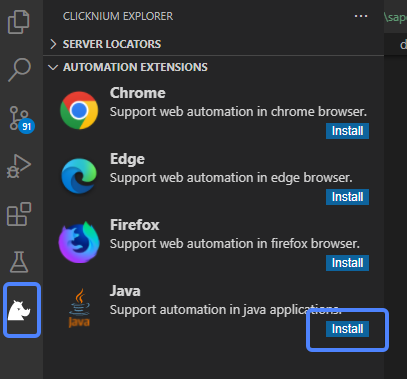 CLICKNIUM EXPLORER
\sap
SERVER LOCATORS
d
AUTOMATION EXTENSIONS
Chrome
Support web automation in chrome browser.
Install
91
Edge
Support web automation in edge browser.
Install
Firefox
Support web automation in firefox browser.
Install
Java
Support automation in java applications.
Java
Install